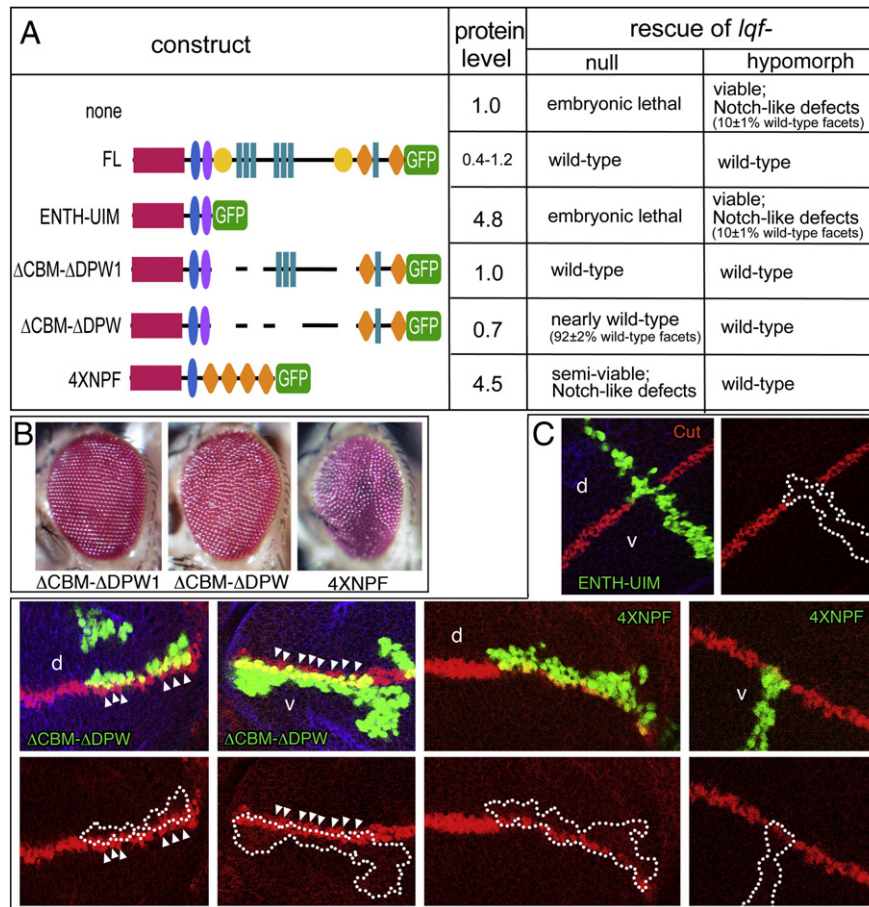 A
construct
protein level
rescue of lqf-
null
hypomorph
none
1.0
embryonic lethal
viable;
Notch-like defects
(10±1% wild-type facets)
FL
GFP
0.4-1.2
wild-type
wild-type
ENTH-UIM
GFP
4.8
embryonic lethal
viable;
Notch-like defects
(10±1% wild-type facets)
ΔCBM-ΔDPW1
GFP
1.0
wild-type
wild-type
ΔCBM-ΔDPW
GFP
0.7
nearly wild-type
(92±2% wild-type facets)
wild-type
4XNPF
GFP
4.5
semi-viable;
Notch-like defects
wild-type
B
ΔCBM-ΔDPW1
ΔCBM-ΔDPW
4XNPF
C
Cut
d
v
ENTH-UIM
d
ΔCBM-ΔDPW
v
ΔCBM-ΔDPW
d
4XNPF
4XNPF
v